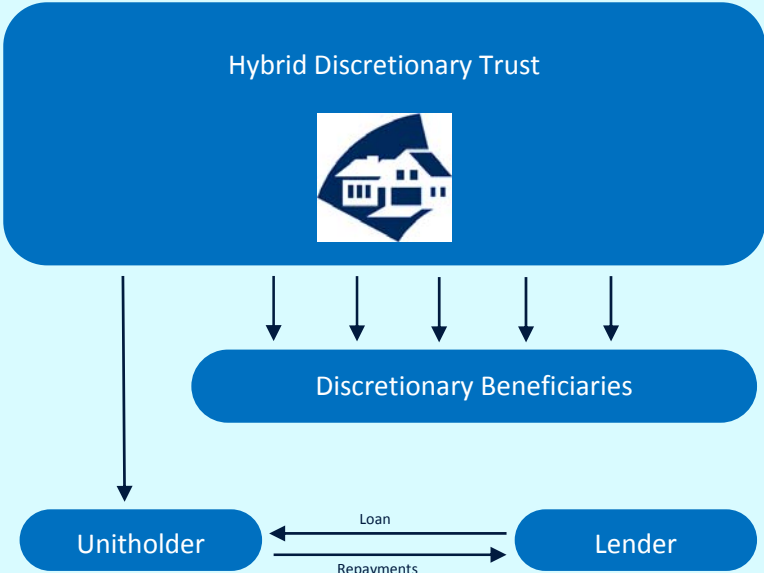 Hybrid Discretionary Trust
Discretionary Beneficiaries
Loan
Unitholder
Lender
Repayments